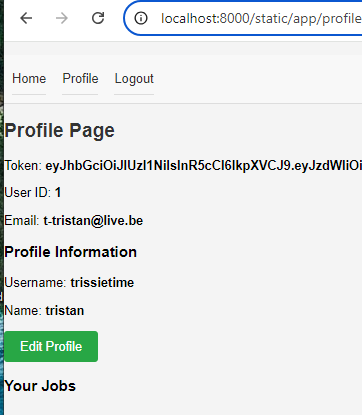 localhost:8000/static/app/profile
Home Profile Logout
Profile Page
Token: eyJhbGciOiJIUzI1NiIsInR5cCI6IkpXVCJ9.eyJzdWIiOi
User ID: 1
Email: t-tristan@live.be
Profile Information
Username: trissietime
Name: tristan
Edit Profile
Your Jobs